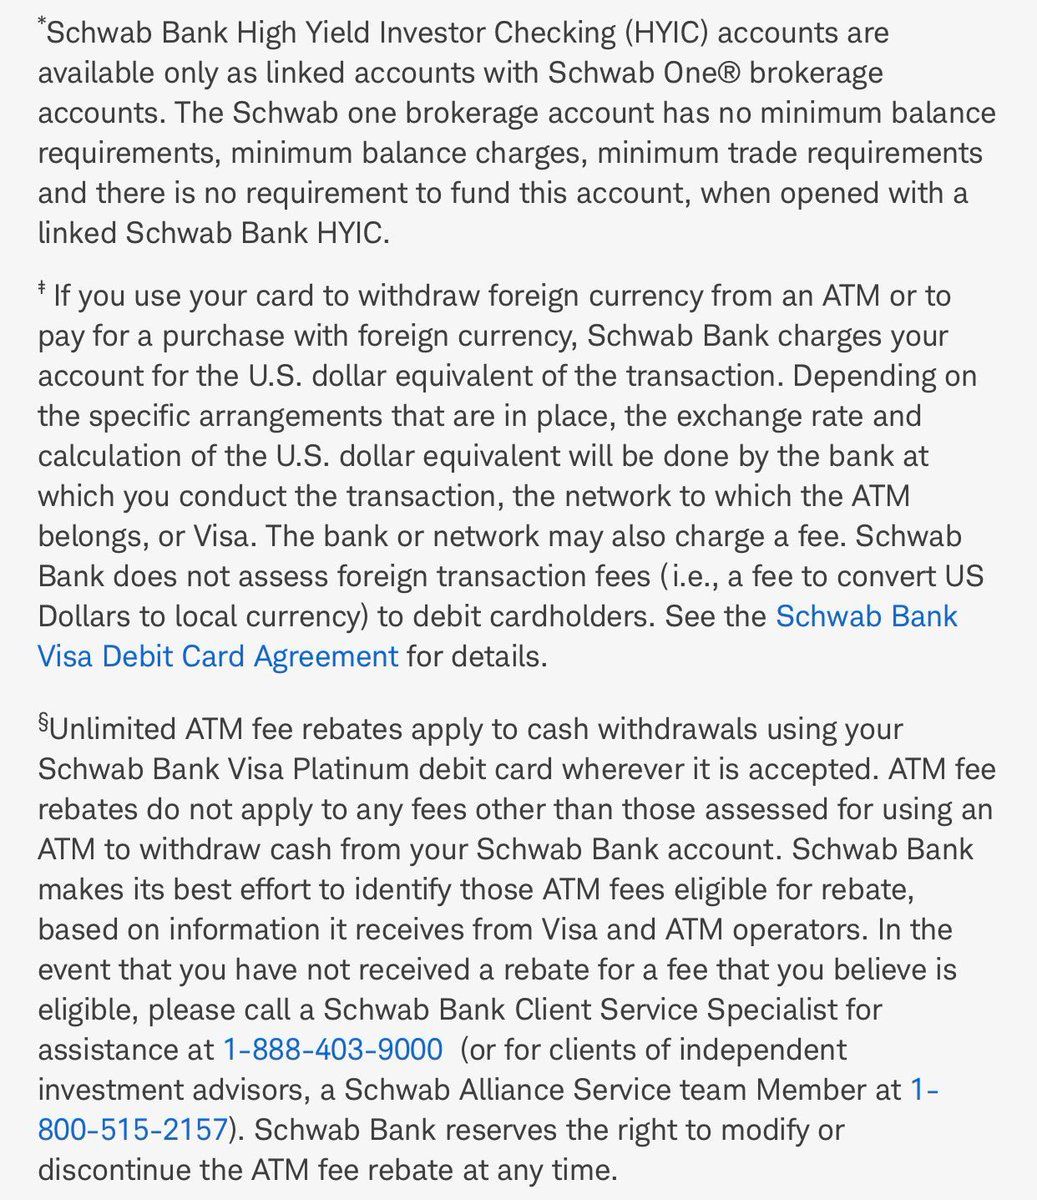 *Schwab Bank High Yield Investor Checking (HYIC) accounts are
available only as linked accounts with Schwab One® brokerage
accounts. The Schwab one brokerage account has no minimum balance
requirements, minimum balance charges, minimum trade requirements
and there is no requirement to fund this account, when opened with a
linked Schwab Bank HYIC.
‡ If you use your card to withdraw foreign currency from an ATM or to
pay for a purchase with foreign currency, Schwab Bank charges your
account for the U.S. dollar equivalent of the transaction. Depending on
the specific arrangements that are in place, the exchange rate and
calculation of the U.S. dollar equivalent will be done by the bank at
which you conduct the transaction, the network to which the ATM
belongs, or Visa. The bank or network may also charge a fee. Schwab
Bank does not assess foreign transaction fees (i.e., a fee to convert US
Dollars to local currency) to debit cardholders. See the Schwab Bank
Visa Debit Card Agreement for details.
§Unlimited ATM fee rebates apply to cash withdrawals using your
Schwab Bank Visa Platinum debit card wherever it is accepted. ATM fee
rebates do not apply to any fees other than those assessed for using an
ATM to withdraw cash from your Schwab Bank account. Schwab Bank
makes its best effort to identify those ATM fees eligible for rebate,
based on information it receives from Visa and ATM operators. In the
event that you have not received a rebate for a fee that you believe is
eligible, please call a Schwab Bank Client Service Specialist for
assistance at 1-888-403-9000 (or for clients of independent
investment advisors, a Schwab Alliance Service team Member at 1-
800-515-2157). Schwab Bank reserves the right to modify or
discontinue the ATM fee rebate at any time.